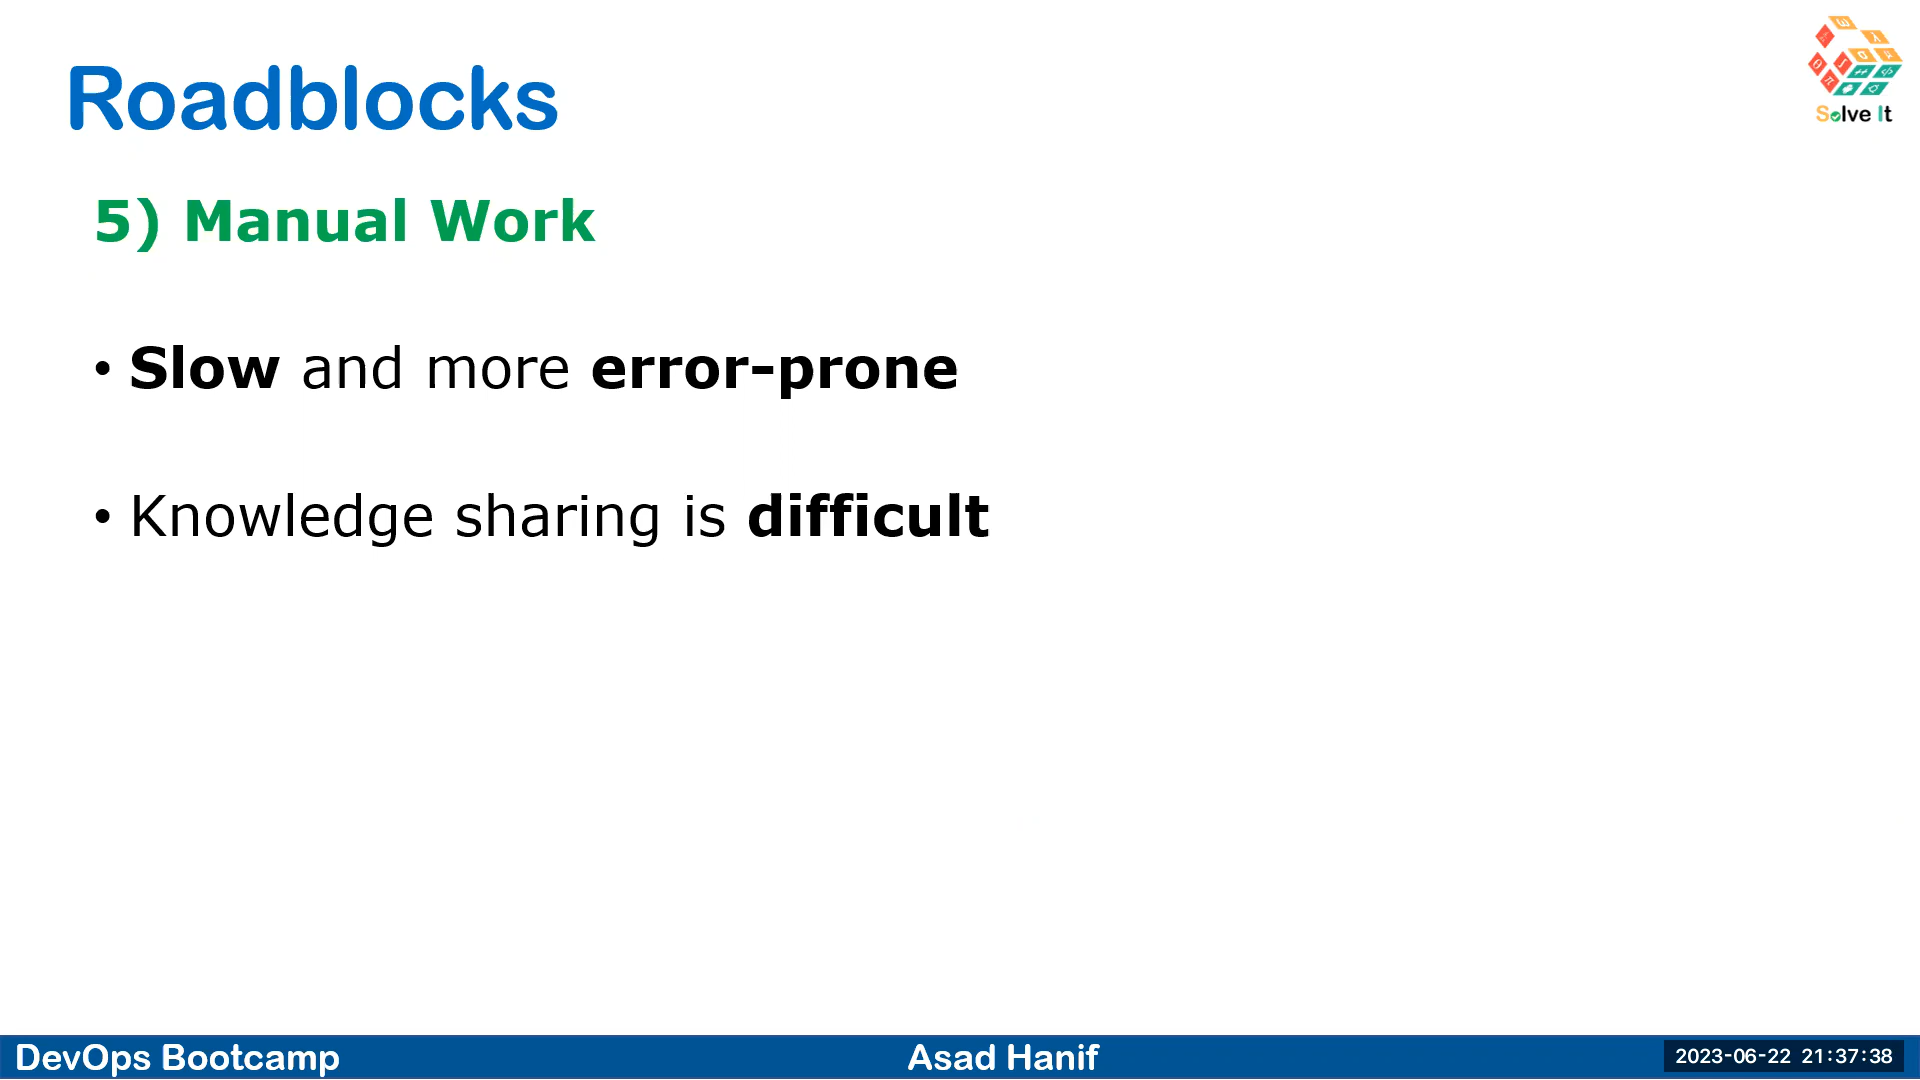 Roadblocks
Solve It
5) Manual Work
• Slow and more error-prone
• Knowledge sharing is difficult
DevOps Bootcamp
Asad Hanif
2023-06-22 21:37:38